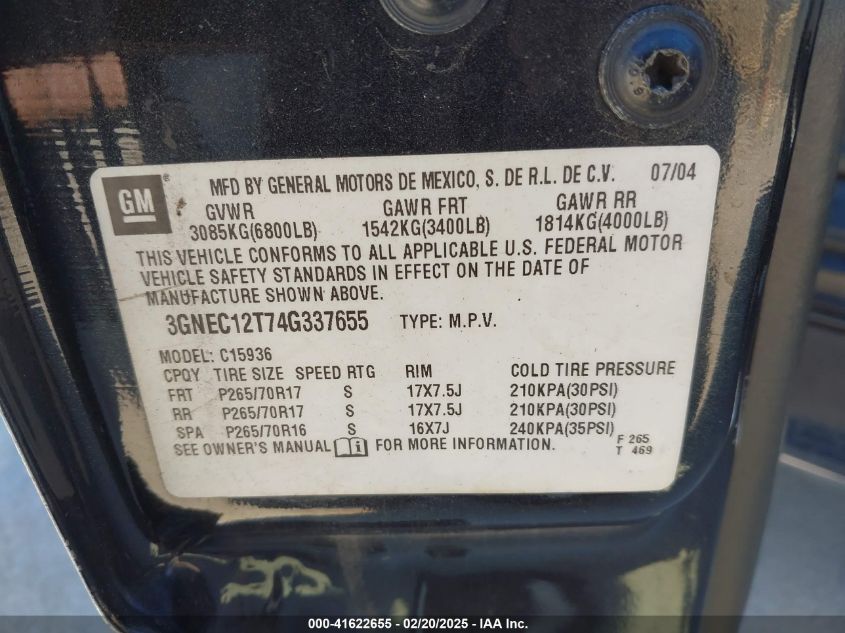 GM
MFD BY GENERAL MOTORS DE MEXICO, S. DE R.L. DE C.V. 07/04
GVWR GAWR FRT GAWR RR
3085KG(6800LB) 1542KG(3400LB) 1814KG(4000LB)
THIS VEHICLE CONFORMS TO ALL APPLICABLE U.S. FEDERAL MOTOR
VEHICLE SAFETY STANDARDS IN EFFECT ON THE DATE OF
MANUFACTURE SHOWN ABOVE.
3GNEC12T74G337655 TYPE: M.P.V.
MODEL: C15936
CPQY TIRE SIZE SPEED RTG RIM COLD TIRE PRESSURE
FRT P265/70R17 S 17X7.5J 210KPA(30PSI)
RR P265/70R17 S 17X7.5J 210KPA(30PSI)
SPA P265/70R16 S 16X7J 240KPA(35PSI)
SEE OWNER'S MANUAL FOR MORE INFORMATION.
F 265
T 469
000-41622655 - 02/20/2025 - IAA Inc.